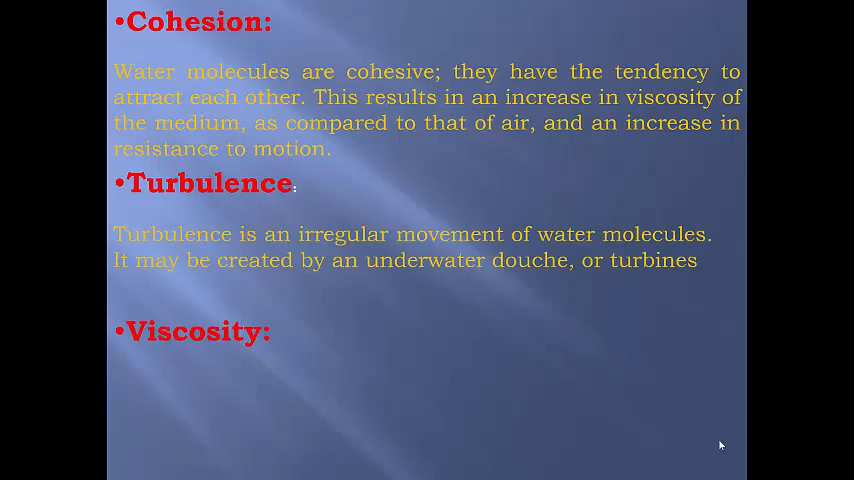 •Cohesion:
Water molecules are cohesive; they have the tendency to
attract each other. This results in an increase in viscosity of
the medium, as compared to that of air, and an increase in
resistance to motion.
•Turbulence:
Turbulence is an irregular movement of water molecules.
It may be created by an underwater douche, or turbines
•Viscosity: